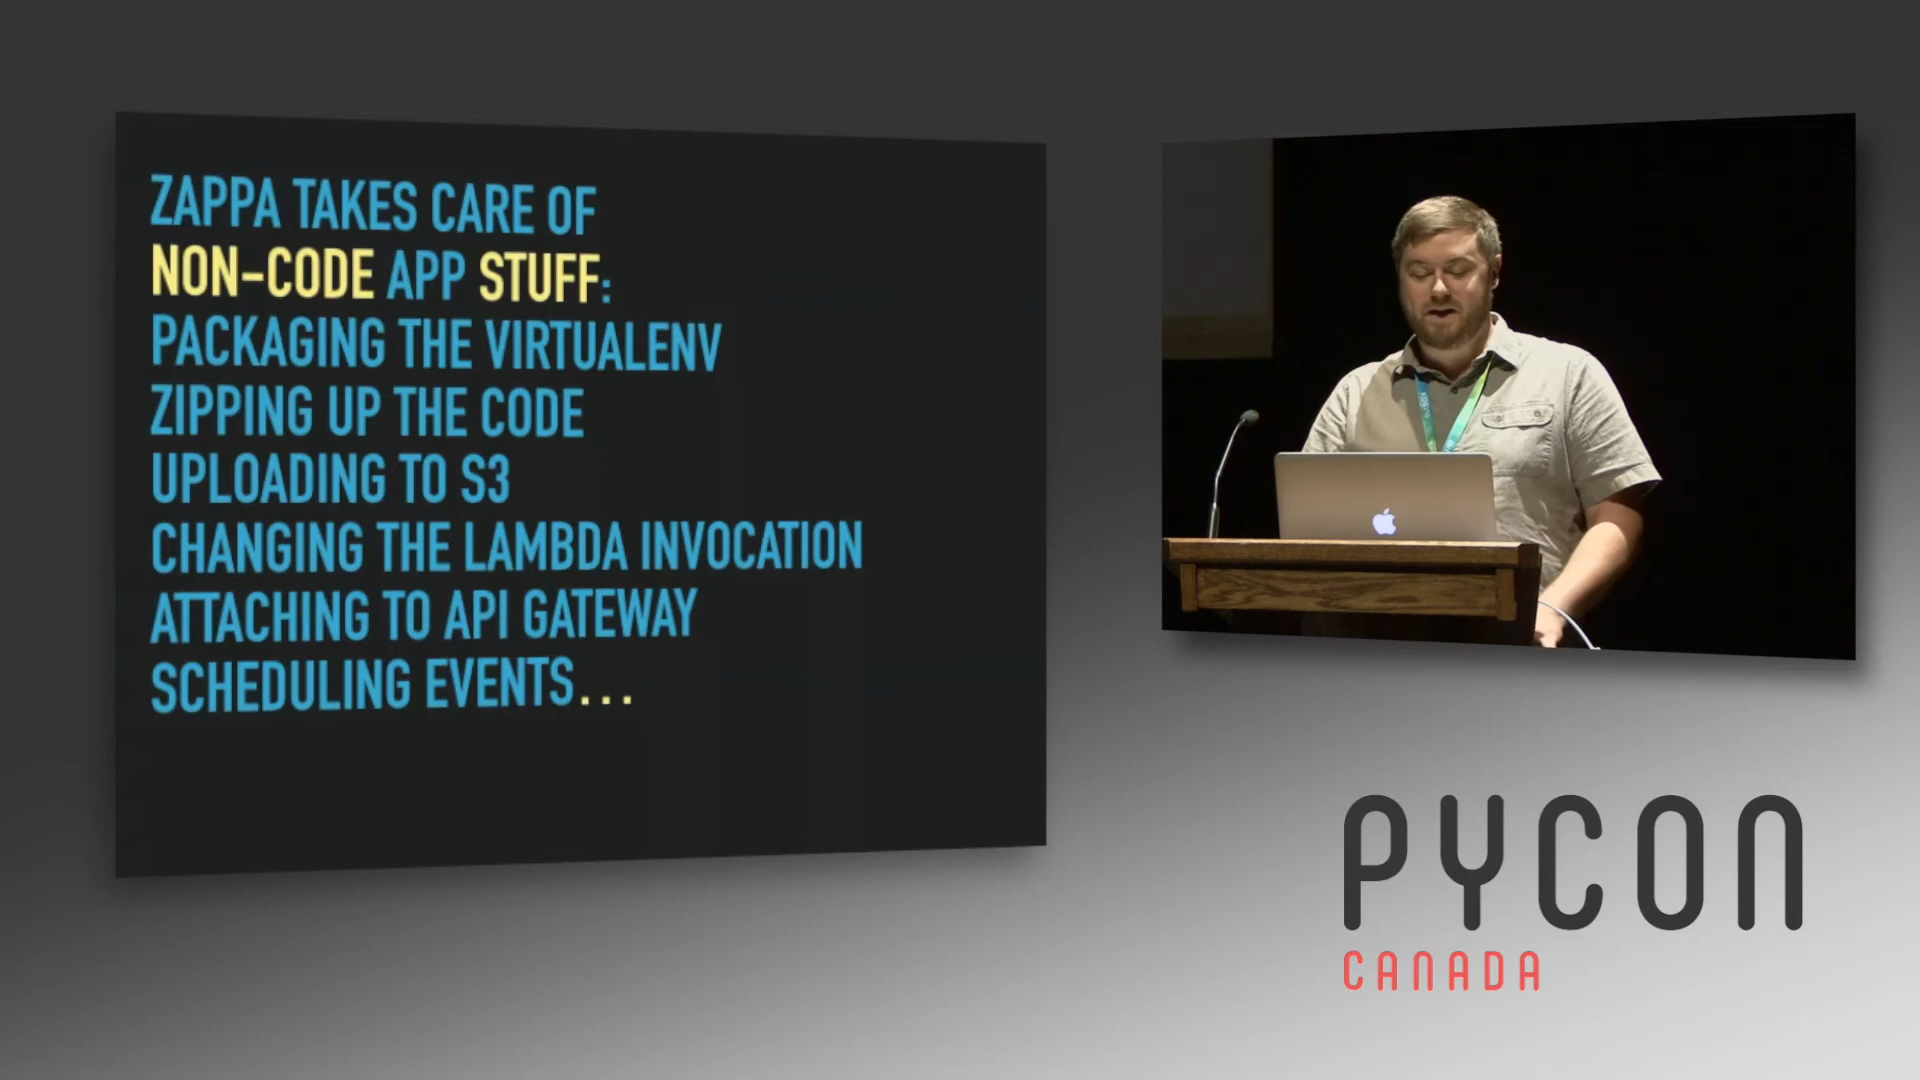 ZAPPA TAKES CARE OF
NON-CODE APP STUFF:
PACKAGING THE VIRTUALENV
ZIPPING UP THE CODE
UPLOADING TO S3
CHANGING THE LAMBDA INVOCATION
ATTACHING TO API GATEWAY
SCHEDULING EVENTS...
PYCON
CANADA